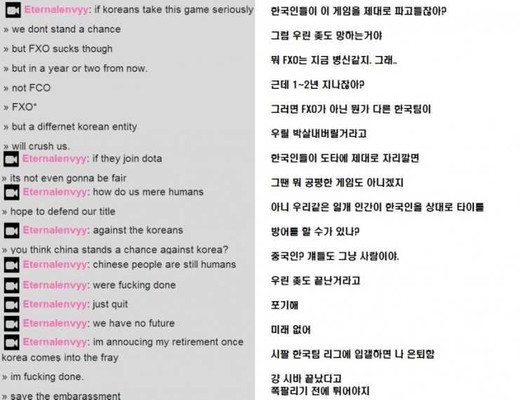 Eternalenvyy: if koreans take this game seriously
» we dont stand a chance
» but FXO sucks though
» but in a year or two from now.
» not FCO
» FXO*
» but a differnet korean entity
» will crush us.
Eternalenvyy: if they join dota
» its not even gonna be fair
Eternalenvyy: how do us mere humans
» hope to defend our title
Eternalenvyy: against the koreans
» you think china stands a chance against korea?
Eternalenvyy: chinese people are still humans
Eternalenvyy: were fucking done
Eternalenvyy: just quit
Eternalenvyy: we have no future
Eternalenvyy: im annoucing my retirement once
korea comes into the fray
» im fucking done.
» save the embarassment
한국인들이 이 게임을 제대로 파고들잖아?
그럼 우린 좆도 망하는거야
뭐 FXO는 지금 병신같지. 그래..
근데 1~2년 지나잖아?
그러면 FXO가 아닌 뭔가 다른 한국팀이
우릴 박살내버릴거라고
한국인들이 도타에 제대로 자리깔면
그땐 뭐 공평한 게임도 아니겠지
아니 우리같은 일개 인간이 한국인을 상대로 타이틀
방어를 할 수가 있나?
중국인? 걔들도 그냥 사람이야.
우린 좆도 끝난거라고
포기해
미래 없어
시팔 한국팀 리그에 입갤하면 나 은퇴함
걍 시바 끝났다고
쪽팔리기 전에 튀어야지